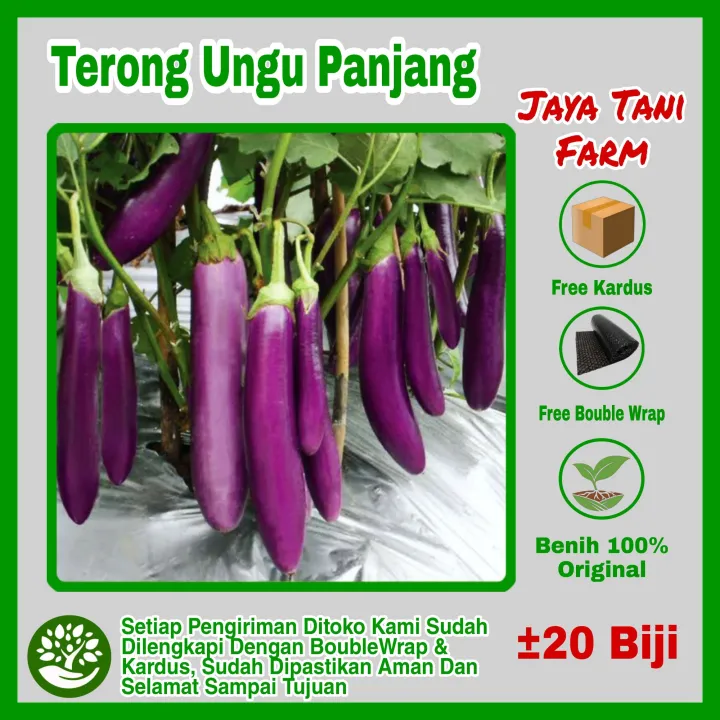 Terong Ungu Panjang
Jaya Tani
Farm
Free Kardus
Free Bouble Wrap
Benih 100%
Original
Setiap Pengiriman Ditoko Kami Sudah
Dilengkapi Dengan BoubleWrap &
Kardus, Sudah Dipastikan Aman Dan
Selamat Sampai Tujuan
±20 Biji